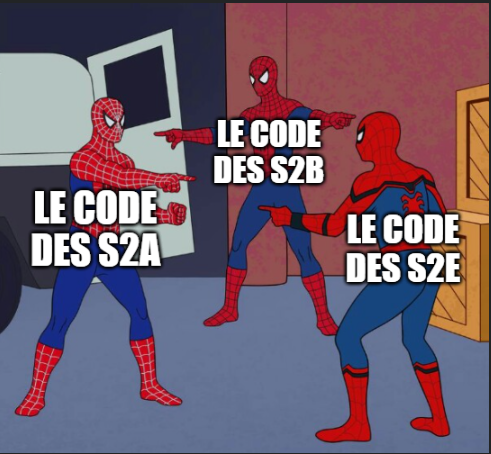 LE CODE
DES S2B
LE CODE
DES S2A
LE CODE
DES S2E